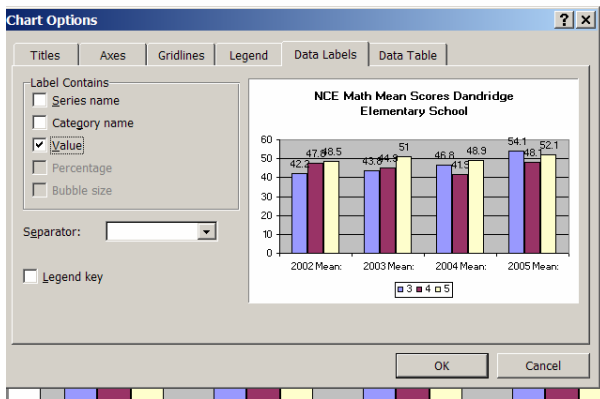 Chart Options
Titles Axes Gridlines Legend Data Labels Data Table
Label Contains
Series name
Category name
Value
Percentage
Bubble size
Separator:
Legend key
NCE Math Mean Scores Dandridge
Elementary School
60
50
40
30
20
10
0
48.5
51
46.8
48.9
54.1
52.1
2002 Mean: 2003 Mean: 2004 Mean: 2005 Mean:
3 4 5
OK Cancel